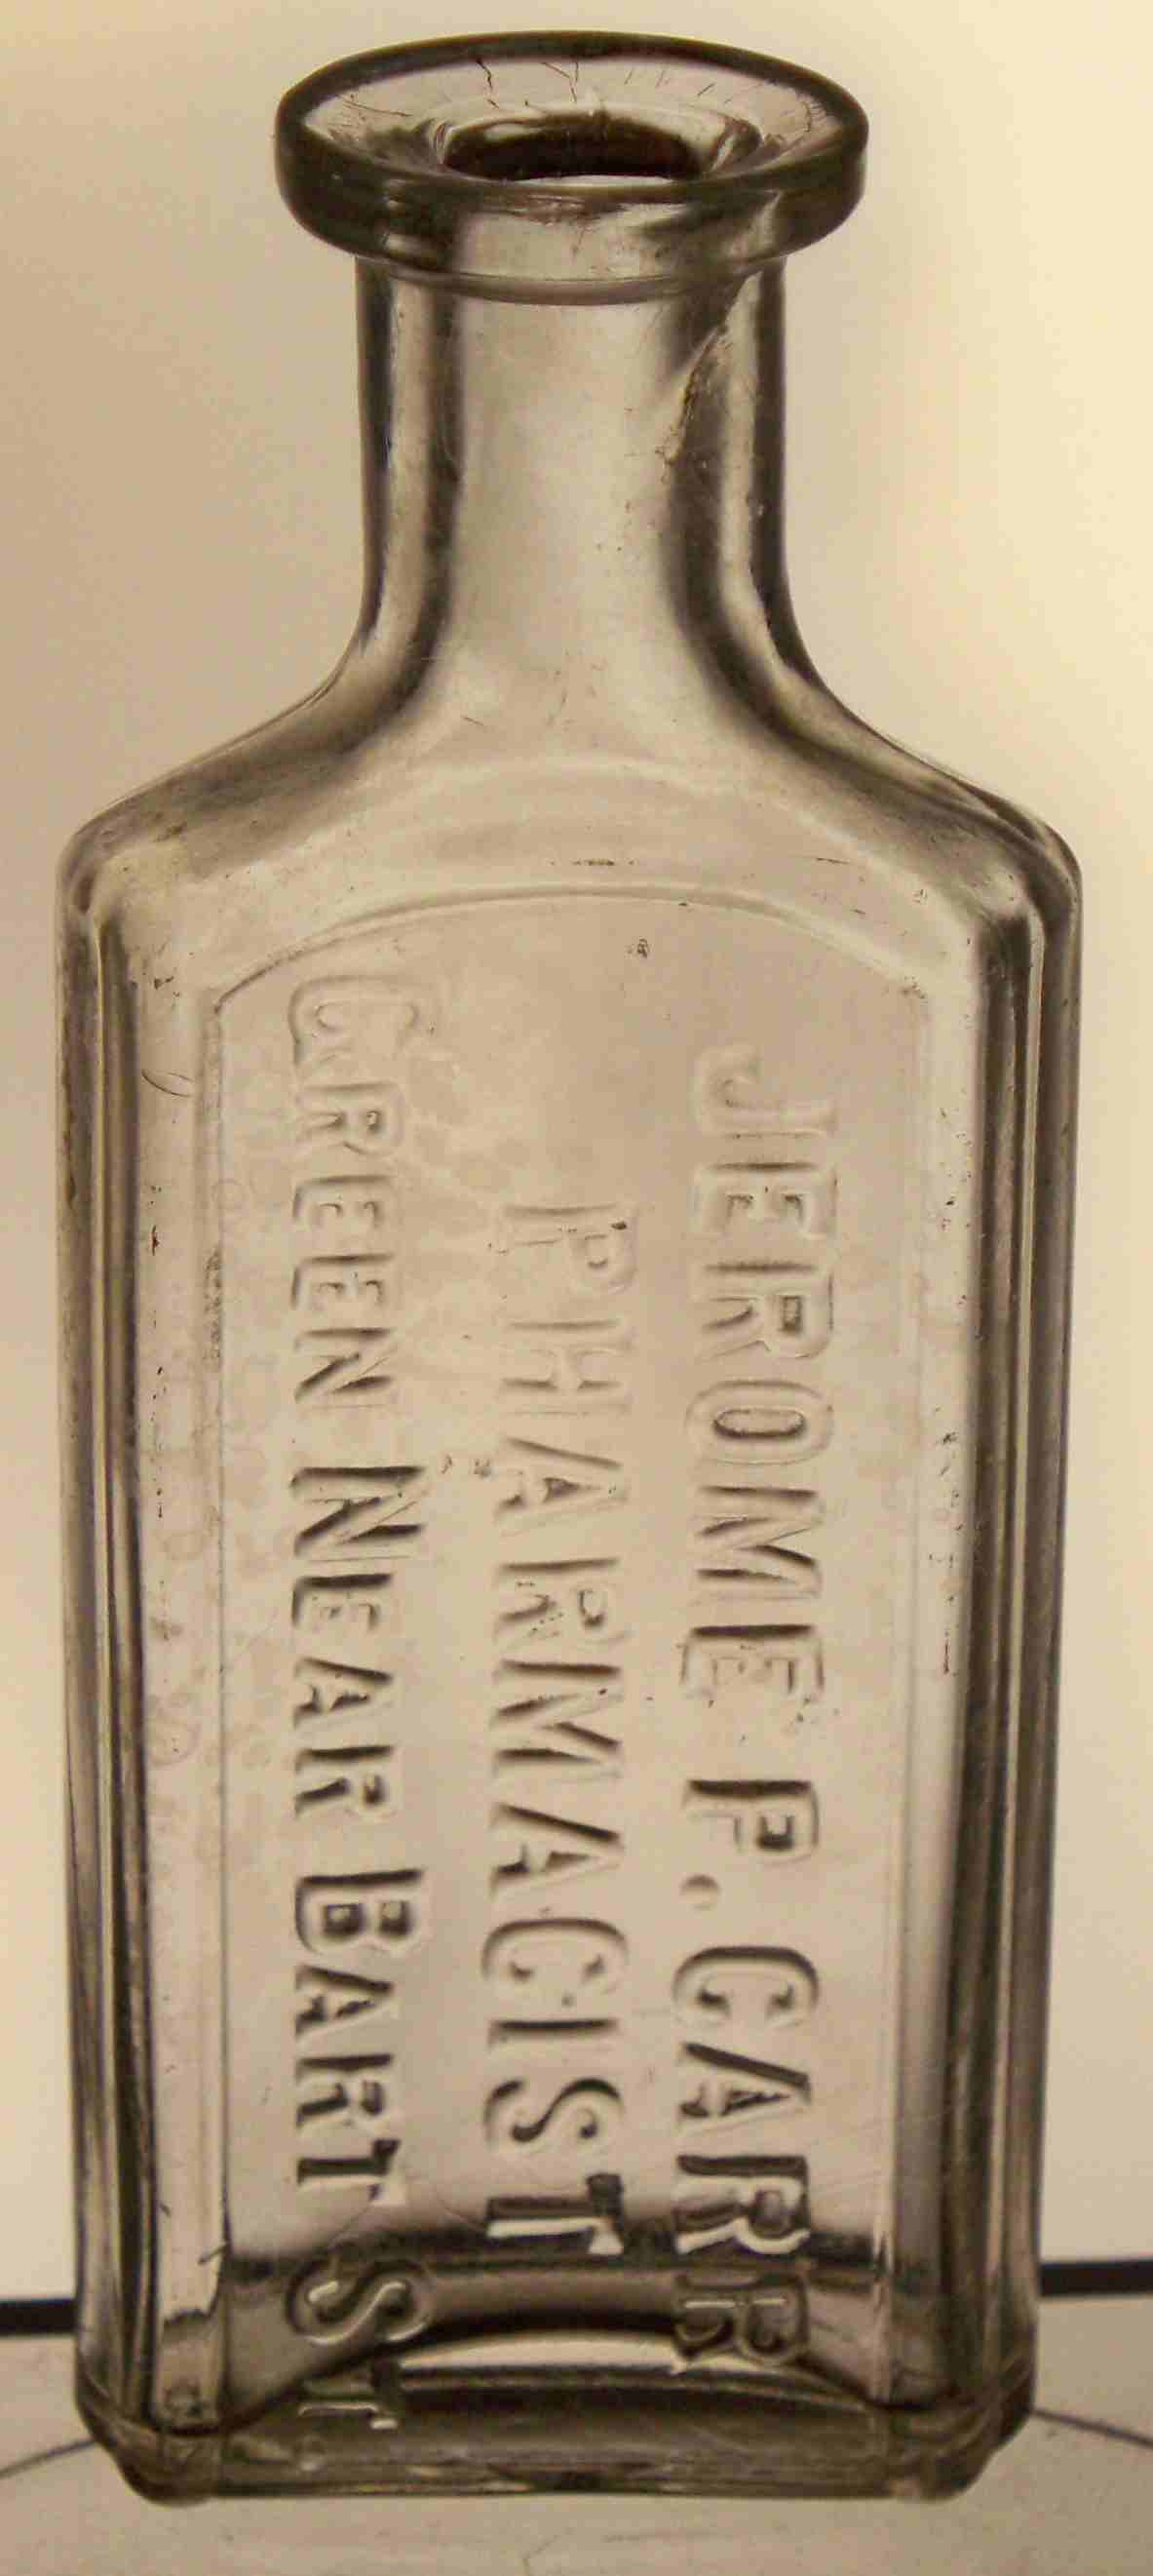 JEROME P. CARR
PHARMACIST
GREEN NEAR BART ST.